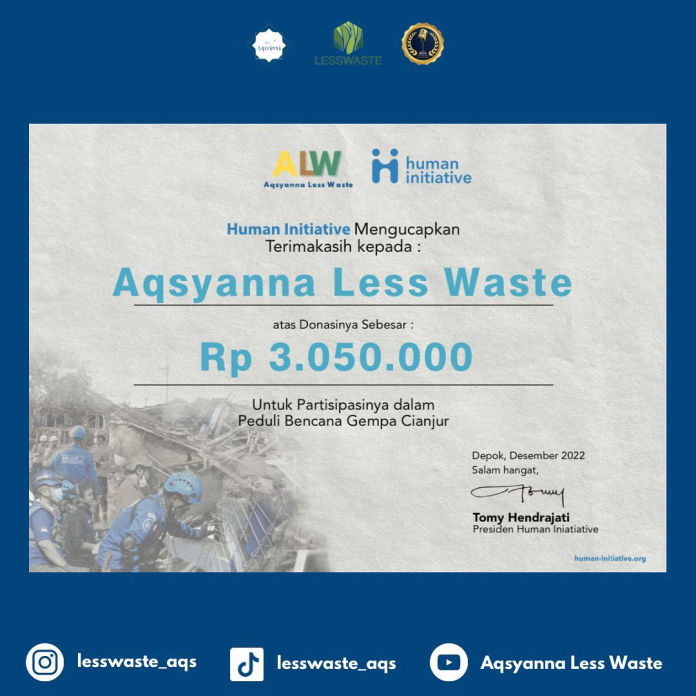 Aqsyanna
LESSWASTE
ALW
Aqsyanna Less Waste
human
initiative
Human Initiative Mengucapkan
Terimakasih kepada :
Aqsyanna Less Waste
atas Donasinya Sebesar :
Rp 3.050.000
Untuk Partisipasinya dalam
Peduli Bencana Gempa Cianjur
Depok, Desember 2022
Salam hangat,
Tomy Hendrajati
Presiden Human Iniatiative
human-initiative.org
lesswaste_aqs
lesswaste_aqs
Aqsyanna Less Waste